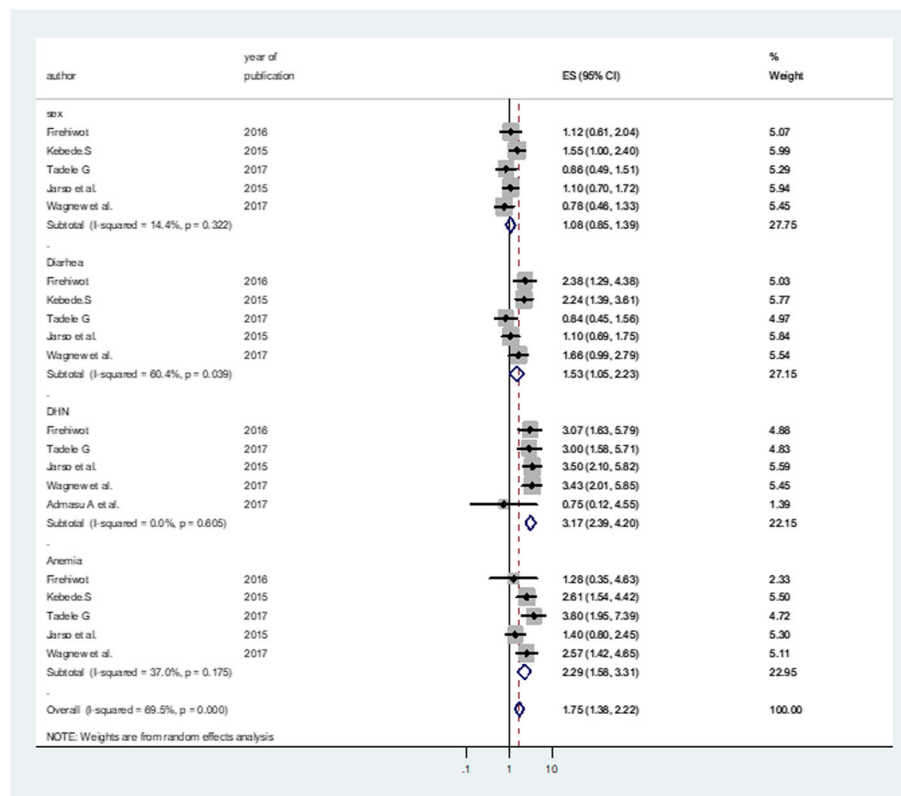 year of %
author publication ES (95% CI) Weight
sex
Firehiwot 2016 1.12 (0.61, 2.04) 5.07
Kebede.S 2015 1.55 (1.00, 2.40) 5.99
Tadele G 2017 0.86 (0.49, 1.51) 5.29
Jarso et al. 2015 1.10 (0.70, 1.72) 5.94
Wagnew et al. 2017 0.78 (0.46, 1.33) 5.45
Subtotal (I-squared = 14.4%, p = 0.322) 1.08 (0.85, 1.39) 27.75
.
Diarhea
Firehiwot 2016 2.38 (1.29, 4.38) 5.03
Kebede.S 2015 2.24 (1.39, 3.61) 5.77
Tadele G 2017 0.84 (0.45, 1.56) 4.97
Jarso et al. 2015 1.10 (0.69, 1.75) 5.84
Wagnew et al. 2017 1.66 (0.99, 2.79) 5.54
Subtotal (I-squared = 60.4%, p = 0.039) 1.53 (1.05, 2.23) 27.15
.
DHN
Firehiwot 2016 3.07 (1.63, 5.79) 4.88
Tadele G 2017 3.00 (1.58, 5.71) 4.83
Jarso et al. 2015 3.50 (2.10, 5.82) 5.59
Wagnew et al. 2017 3.43 (2.01, 5.85) 5.45
Admasu A et al. 2017 0.75 (0.12, 4.55) 1.39
Subtotal (I-squared = 0.0%, p = 0.605) 3.17 (2.39, 4.20) 22.15
.
Anemia
Firehiwot 2016 1.28 (0.35, 4.63) 2.33
Kebede.S 2015 2.61 (1.54, 4.42) 5.50
Tadele G 2017 3.80 (1.95, 7.39) 4.72
Jarso et al. 2015 1.40 (0.80, 2.45) 5.30
Wagnew et al. 2017 2.57 (1.42, 4.65) 5.11
Subtotal (I-squared = 37.0%, p = 0.175) 2.29 (1.58, 3.31) 22.95
.
Overall (I-squared = 69.5%, p = 0.000) 1.75 (1.38, 2.22) 100.00
NOTE: Weights are from random effects analysis
.1 1 10